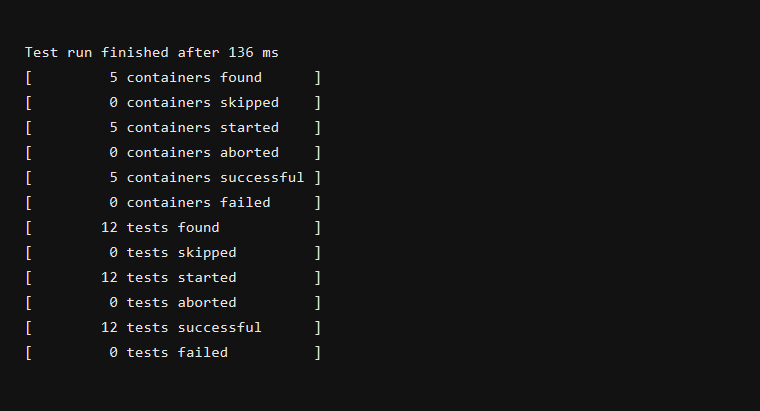 Test run finished after 136 ms
[         5 containers found      ]
[         0 containers skipped    ]
[         5 containers started    ]
[         0 containers aborted    ]
[         5 containers successful ]
[         0 containers failed     ]
[        12 tests found           ]
[         0 tests skipped         ]
[        12 tests started         ]
[         0 tests aborted         ]
[        12 tests successful      ]
[         0 tests failed          ]